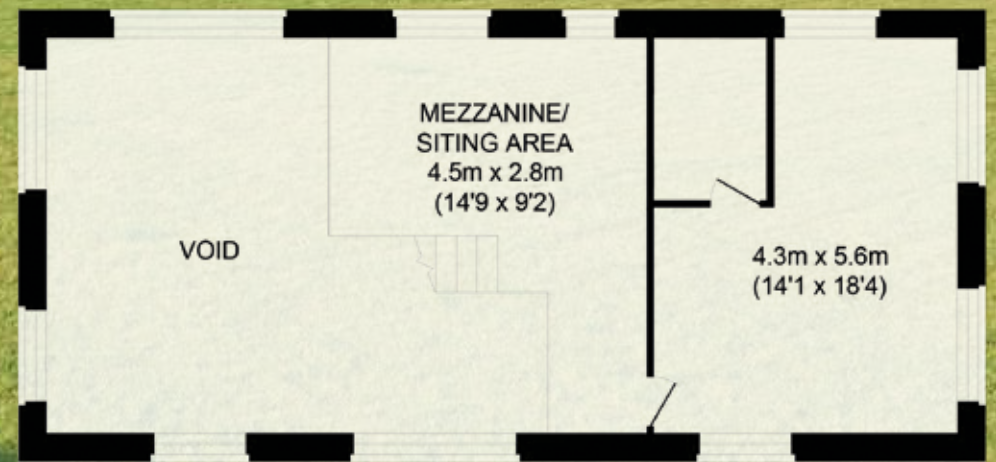 MEZZANINE/
SITING AREA
4.5m x 2.8m
(14'9 x 9'2)
VOID
4.3m x 5.6m
(14'1 x 18'4)